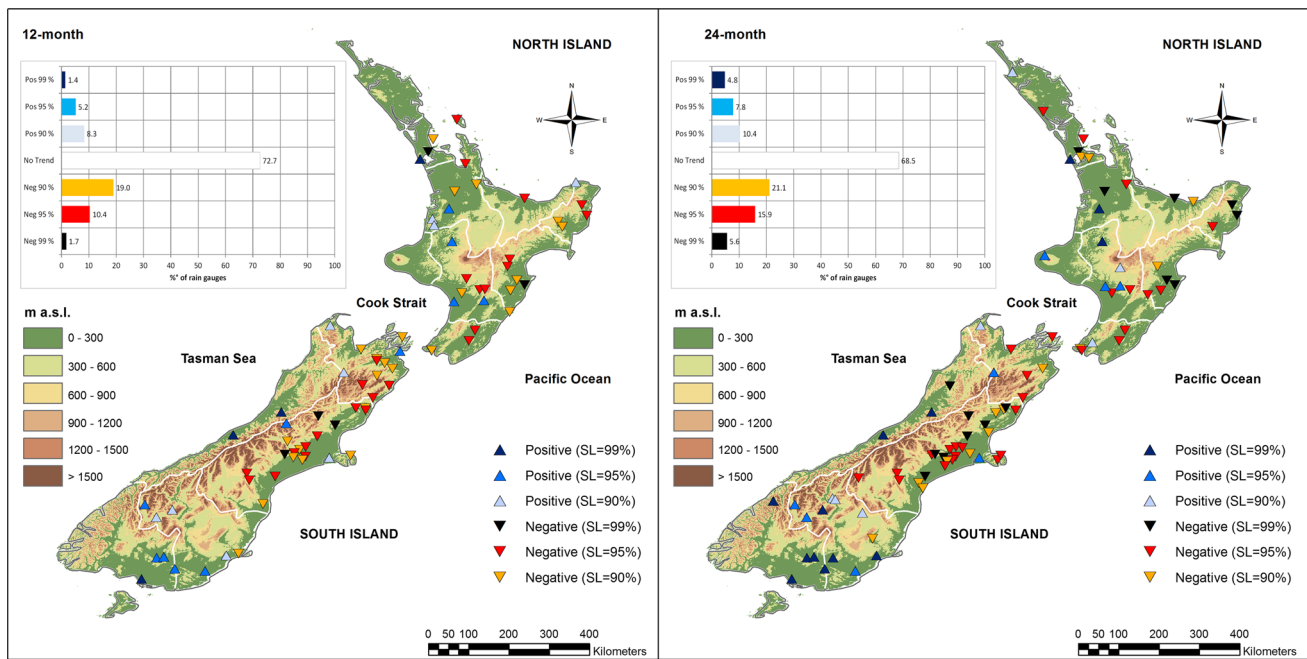 12-month
NORTH ISLAND
Pos 99 %
1.4
Pos 95 %
5.2
Pos 90 %
8.3
No Trend
72.7
Neg 90 %
19.0
Neg 95 %
10.4
Neg 99 %
1.7
0 10 20 30 40 50 60 70 80 90 100
%° of rain gauges
N
W E
S
Cook Strait
m a.s.l.
0 - 300
300 - 600
600 - 900
900 - 1200
1200 - 1500
> 1500
Tasman Sea
Pacific Ocean
SOUTH ISLAND
Positive (SL=99%)
Positive (SL=95%)
Positive (SL=90%)
Negative (SL=99%)
Negative (SL=95%)
Negative (SL=90%)
0 50 100 200 300 400
Kilometers
24-month
NORTH ISLAND
Pos 99 %
4.8
Pos 95 %
7.8
Pos 90 %
10.4
No Trend
68.5
Neg 90 %
21.1
Neg 95 %
15.9
Neg 99 %
5.6
0 10 20 30 40 50 60 70 80 90 100
%° of rain gauges
N
W E
S
Cook Strait
m a.s.l.
0 - 300
300 - 600
600 - 900
900 - 1200
1200 - 1500
> 1500
Tasman Sea
Pacific Ocean
SOUTH ISLAND
Positive (SL=99%)
Positive (SL=95%)
Positive (SL=90%)
Negative (SL=99%)
Negative (SL=95%)
Negative (SL=90%)
0 50 100 200 300 400
Kilometers